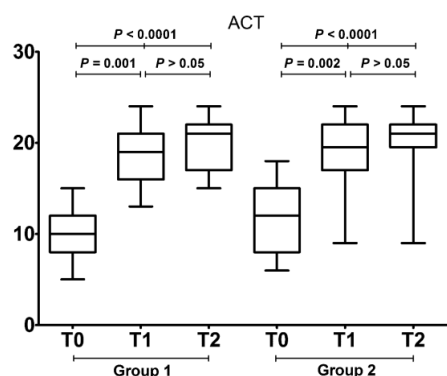 ACT
P < 0.0001 P < 0.0001
P = 0.001 P > 0.05 P = 0.002 P > 0.05
30
20
10
0
T0 T1 T2 T0 T1 T2
Group 1 Group 2